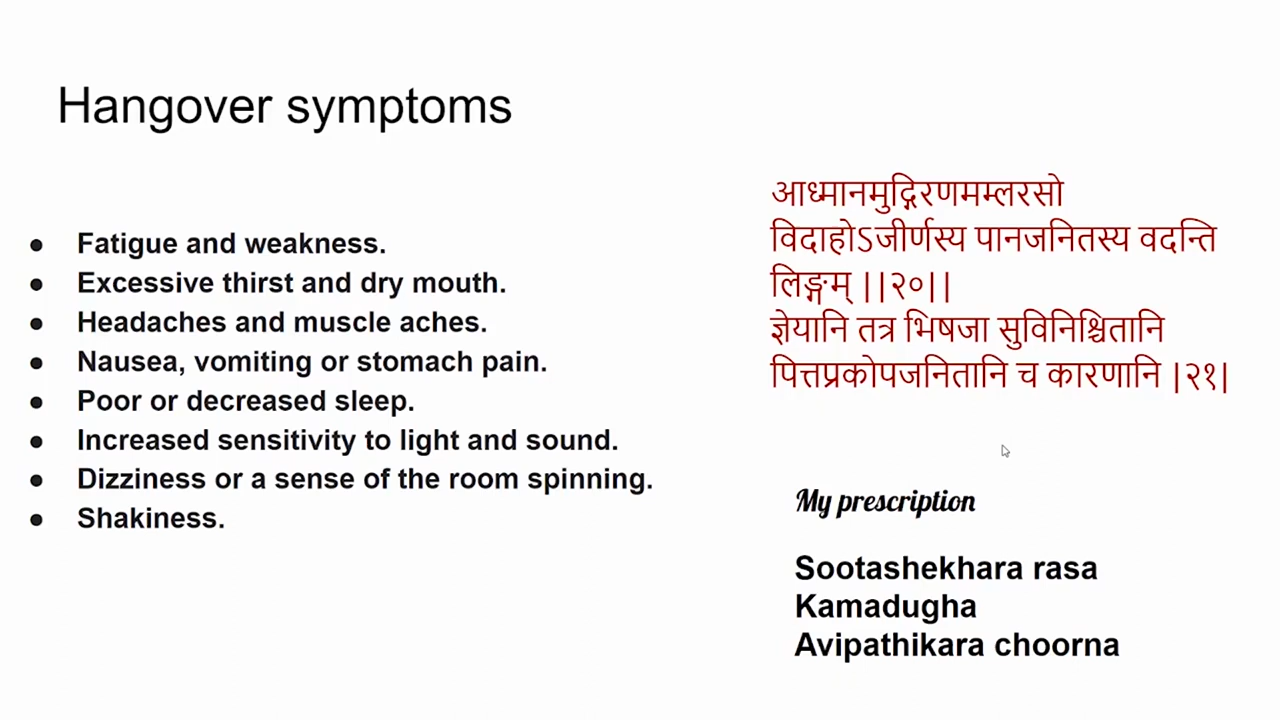 Hangover symptoms
● Fatigue and weakness.
● Excessive thirst and dry mouth.
● Headaches and muscle aches.
● Nausea, vomiting or stomach pain.
● Poor or decreased sleep.
● Increased sensitivity to light and sound.
● Dizziness or a sense of the room spinning.
● Shakiness.
आध्मानमुद्गिरणमम्लरसो
विदाहोऽजीर्णस्य पानजनितस्य वदन्ति
लिङ्गम् ||२०||
ज्ञेयानि तत्र भिषजा सुविनिश्चितानि
पित्तप्रकोपजनितानि च कारणानि |२१|
My prescription
Sootashekhara rasa
Kamadugha
Avipathikara choorna